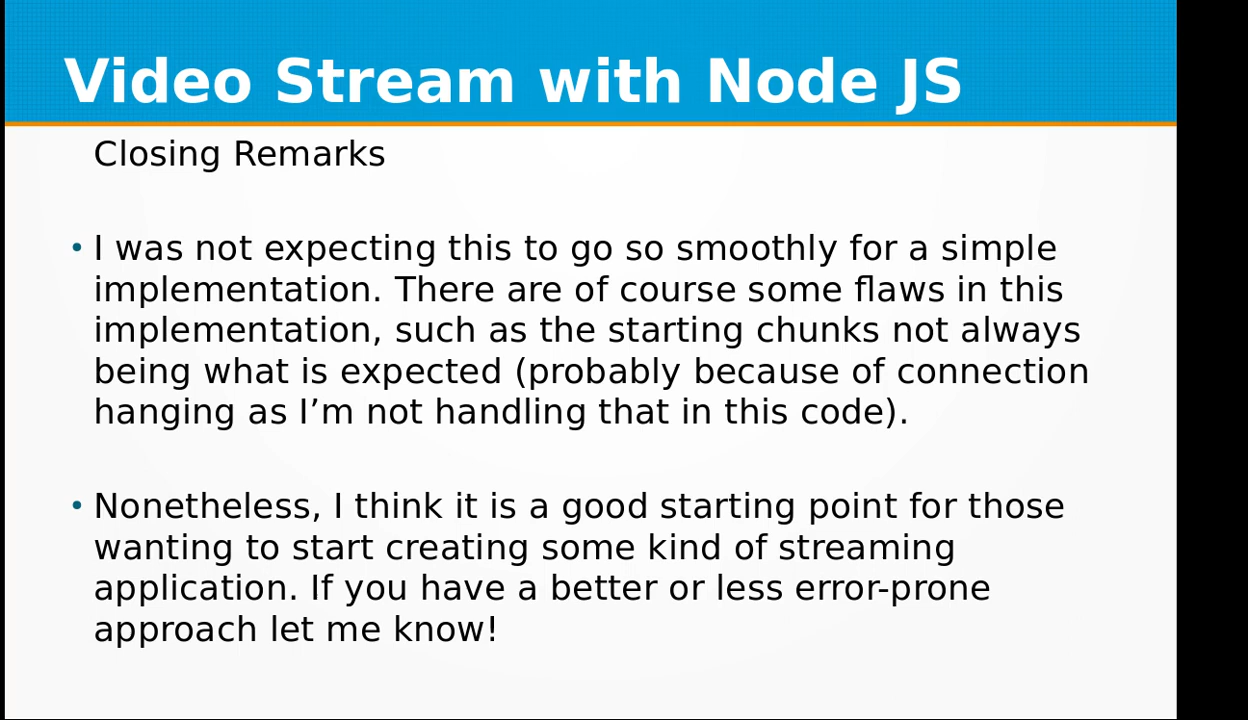 Video Stream with Node JS
Closing Remarks
• I was not expecting this to go so smoothly for a simple
implementation. There are of course some flaws in this
implementation, such as the starting chunks not always
being what is expected (probably because of connection
hanging as I’m not handling that in this code).
• Nonetheless, I think it is a good starting point for those
wanting to start creating some kind of streaming
application. If you have a better or less error-prone
approach let me know!